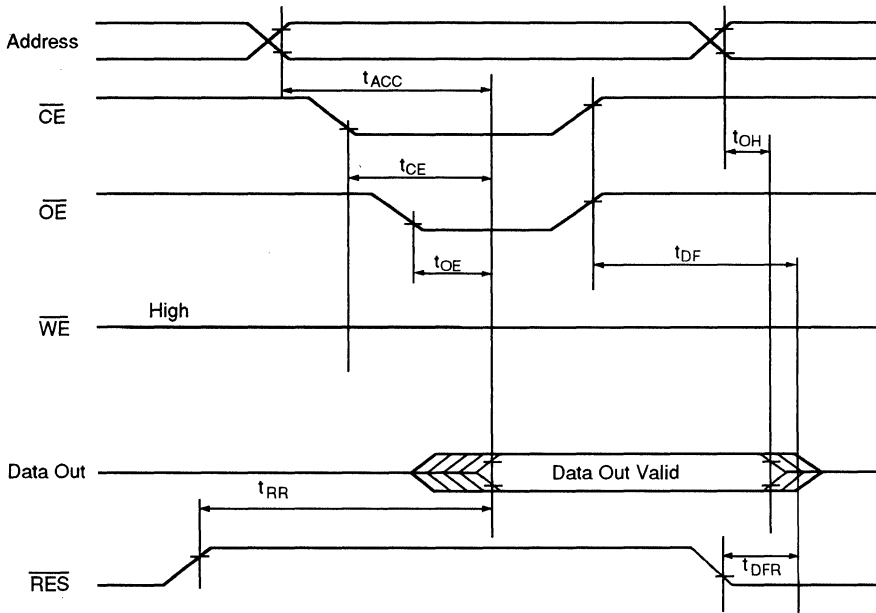 Address
tACC
CE
tOH
tCE
OE
tDF
tOE
High
WE
Data Out
Data Out Valid
tRR
RES
tDFR